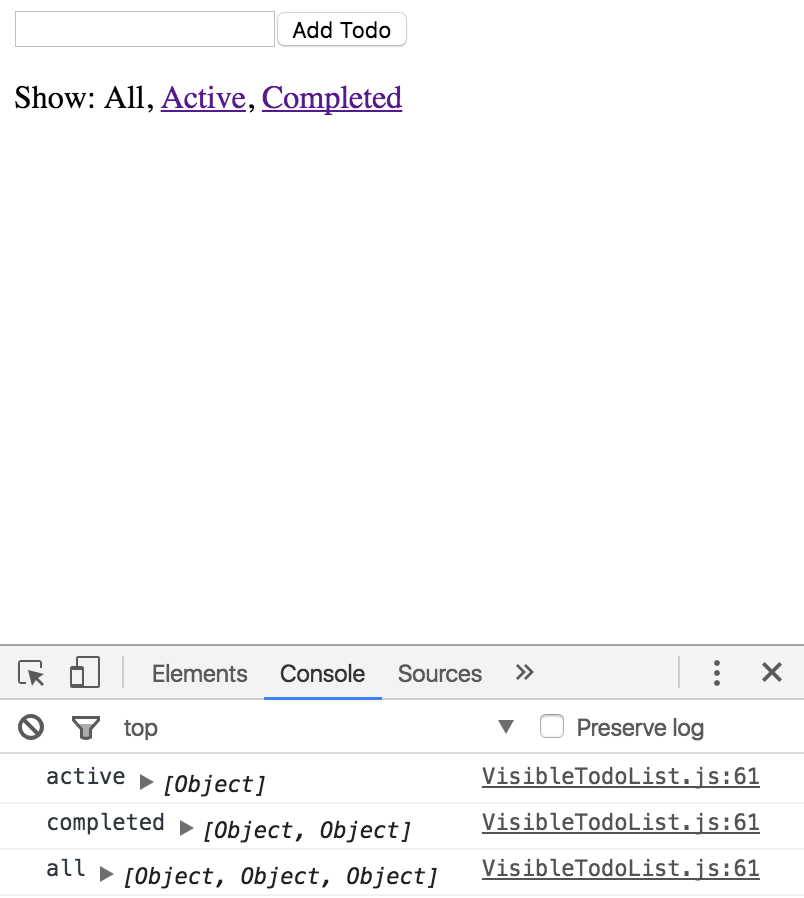 Add Todo
Show: All, Active, Completed
Elements Console Sources
top Preserve log
active [Object] VisibleTodoList.js:61
completed [Object, Object] VisibleTodoList.js:61
all [Object, Object, Object] VisibleTodoList.js:61